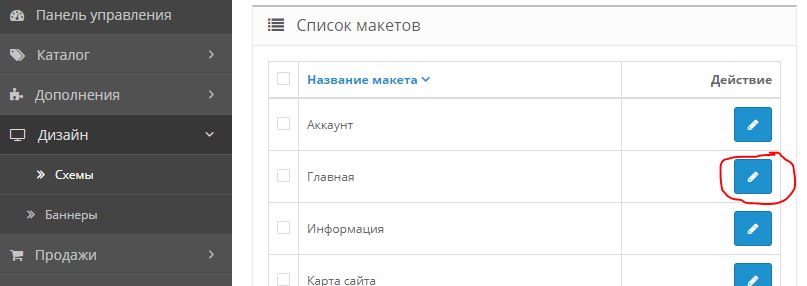 Панель управления
Каталог
Дополнения
Дизайн
Схемы
Баннеры
Продажи
Список макетов
Название макета Действие
Аккаунт
Главная
Информация
Карта сайта